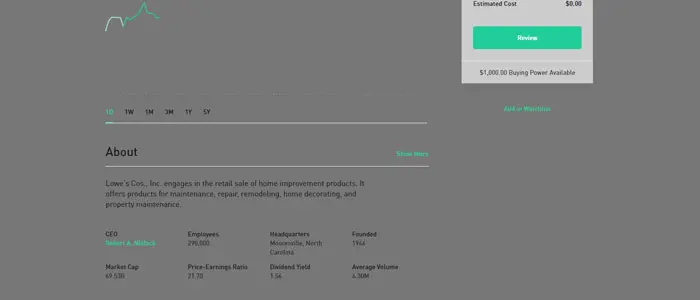 Estimated Cost $0.00
Review
$1,000.00 Buying Power Available
1D 1W 1M 3M 1Y 5Y
Add to Watchlist
About Show More
Lowe's Cos., Inc. engages in the retail sale of home improvement products. It
offers products for maintenance, repair, remodeling, home decorating, and
property maintenance.
CEO Employees Headquarters Founded
Robert A. Niblock 290,000 Mooresville, North 1946
Carolina
Market Cap Price-Earnings Ratio Dividend Yield Average Volume
69.53B 21.70 1.56